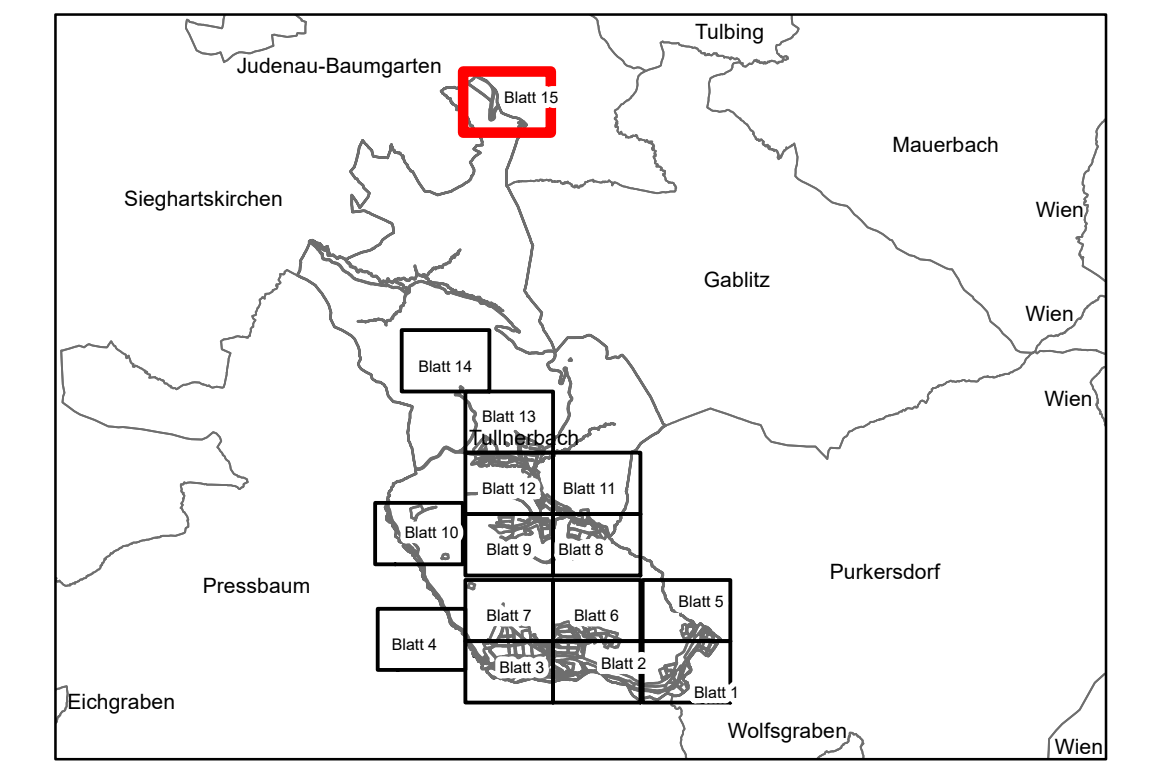 Tulbing
Judenau-Baumgarten
Blatt 15
Mauerbach
Sieghartskirchen
Wien
Gablitz
Wien
Blatt 14
Wien
Blatt 13
Tullnerbach
Blatt 12
Blatt 11
Blatt 10
Blatt 9
Blatt 8
Purkersdorf
Pressbaum
Blatt 5
Blatt 7
Blatt 6
Blatt 4
Blatt 3
Blatt 2
Blatt 1
Eichgraben
Wolfsgraben
Wien